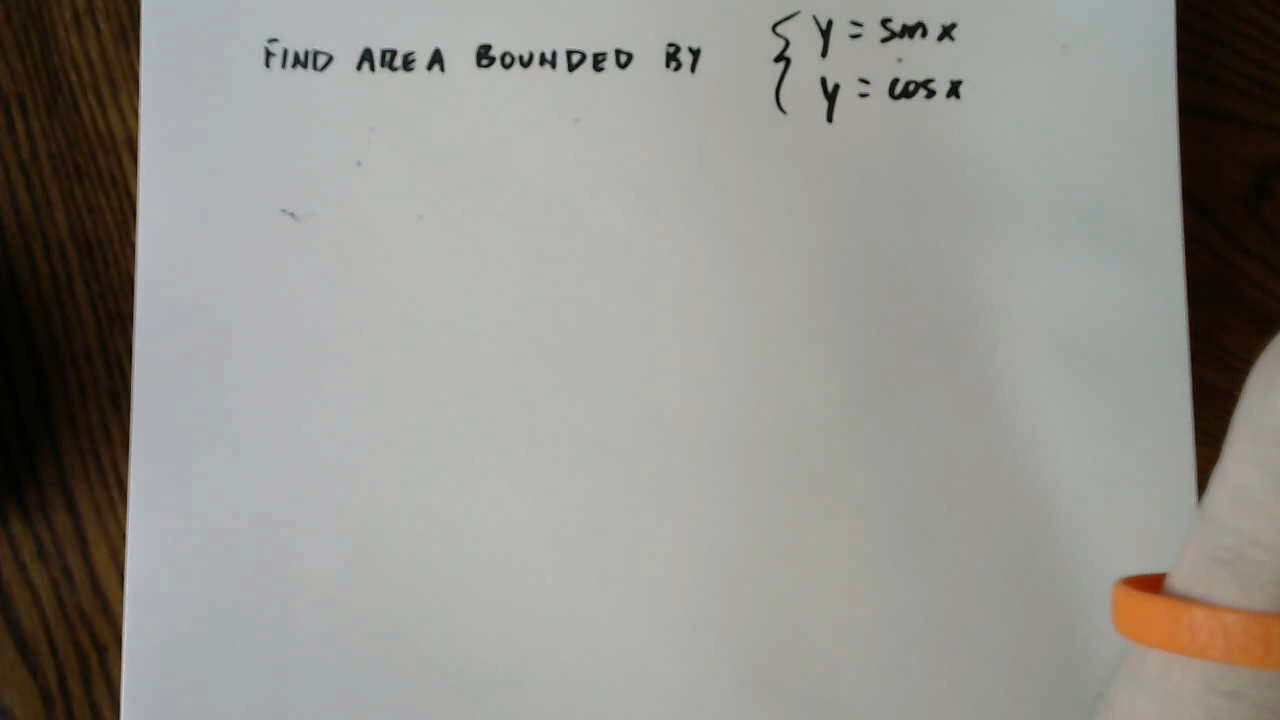 FIND AREA BOUNDED BY { y = sin x
y = cos x